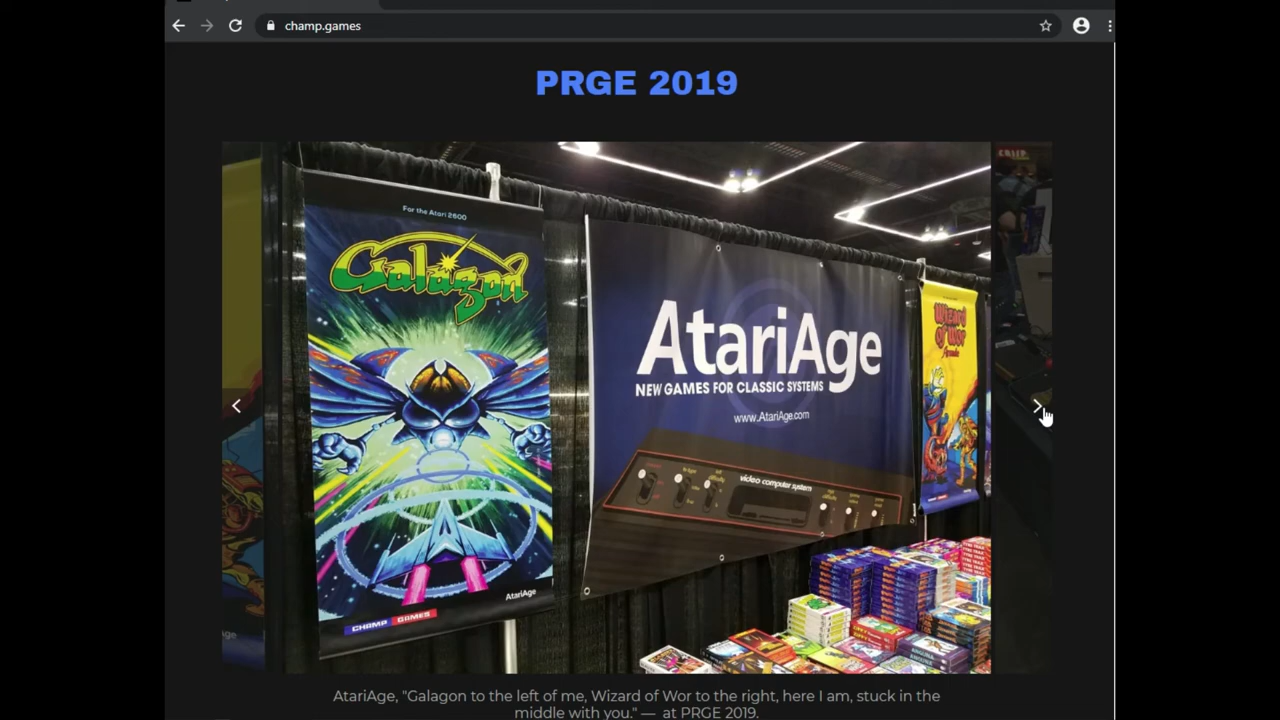 champ.games
PRGE 2019
For the Atari 2600
Galagon
AtariAge
NEW GAMES FOR CLASSIC SYSTEMS
www.AtariAge.com
video computer system
Wizard
of Wor
Arcade
AtariAge
CHAMP GAMES
AtariAge, "Galagon to the left of me, Wizard of Wor to the right, here I am, stuck in the
middle with you." — at PRGE 2019.